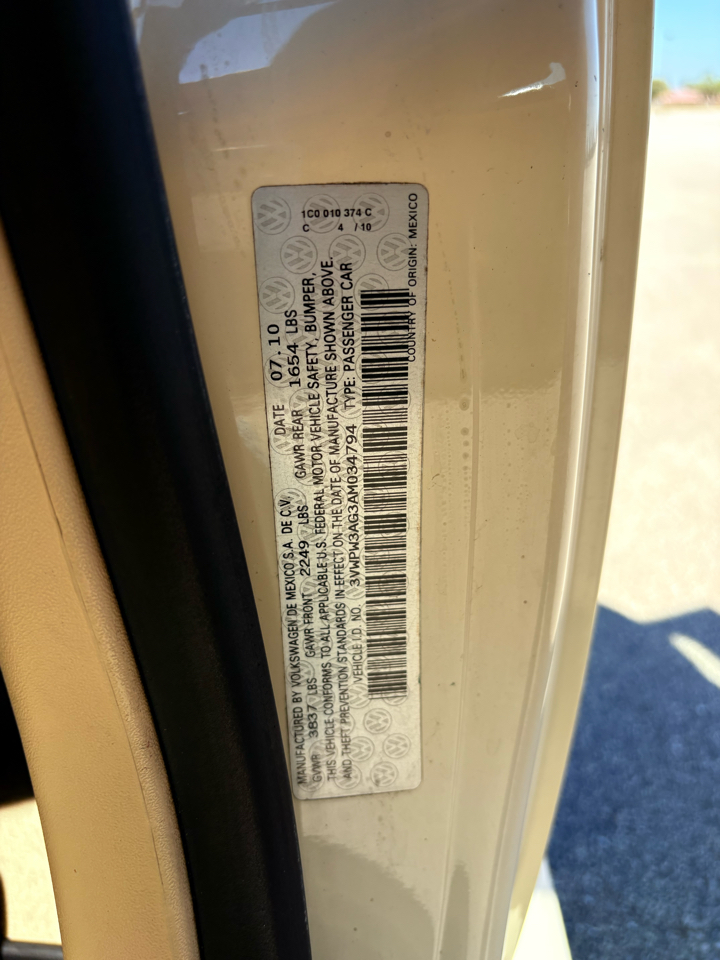 1C0 010 374 C
C 4 / 10
MANUFACTURED BY VOLKSWAGEN DE MEXICO S.A. DE C.V. DATE 07.10
GVWR 3837 LBS GAWR FRONT 2249 LBS GAWR REAR 1654 LBS
THIS VEHICLE CONFORMS TO ALL APPLICABLE U.S. FEDERAL MOTOR VEHICLE SAFETY, BUMPER,
AND THEFT PREVENTION STANDARDS IN EFFECT ON THE DATE OF MANUFACTURE SHOWN ABOVE.
VEHICLE I.D. NO. 3VWPW3AG3AM034794 TYPE: PASSENGER CAR
COUNTRY OF ORIGIN: MEXICO